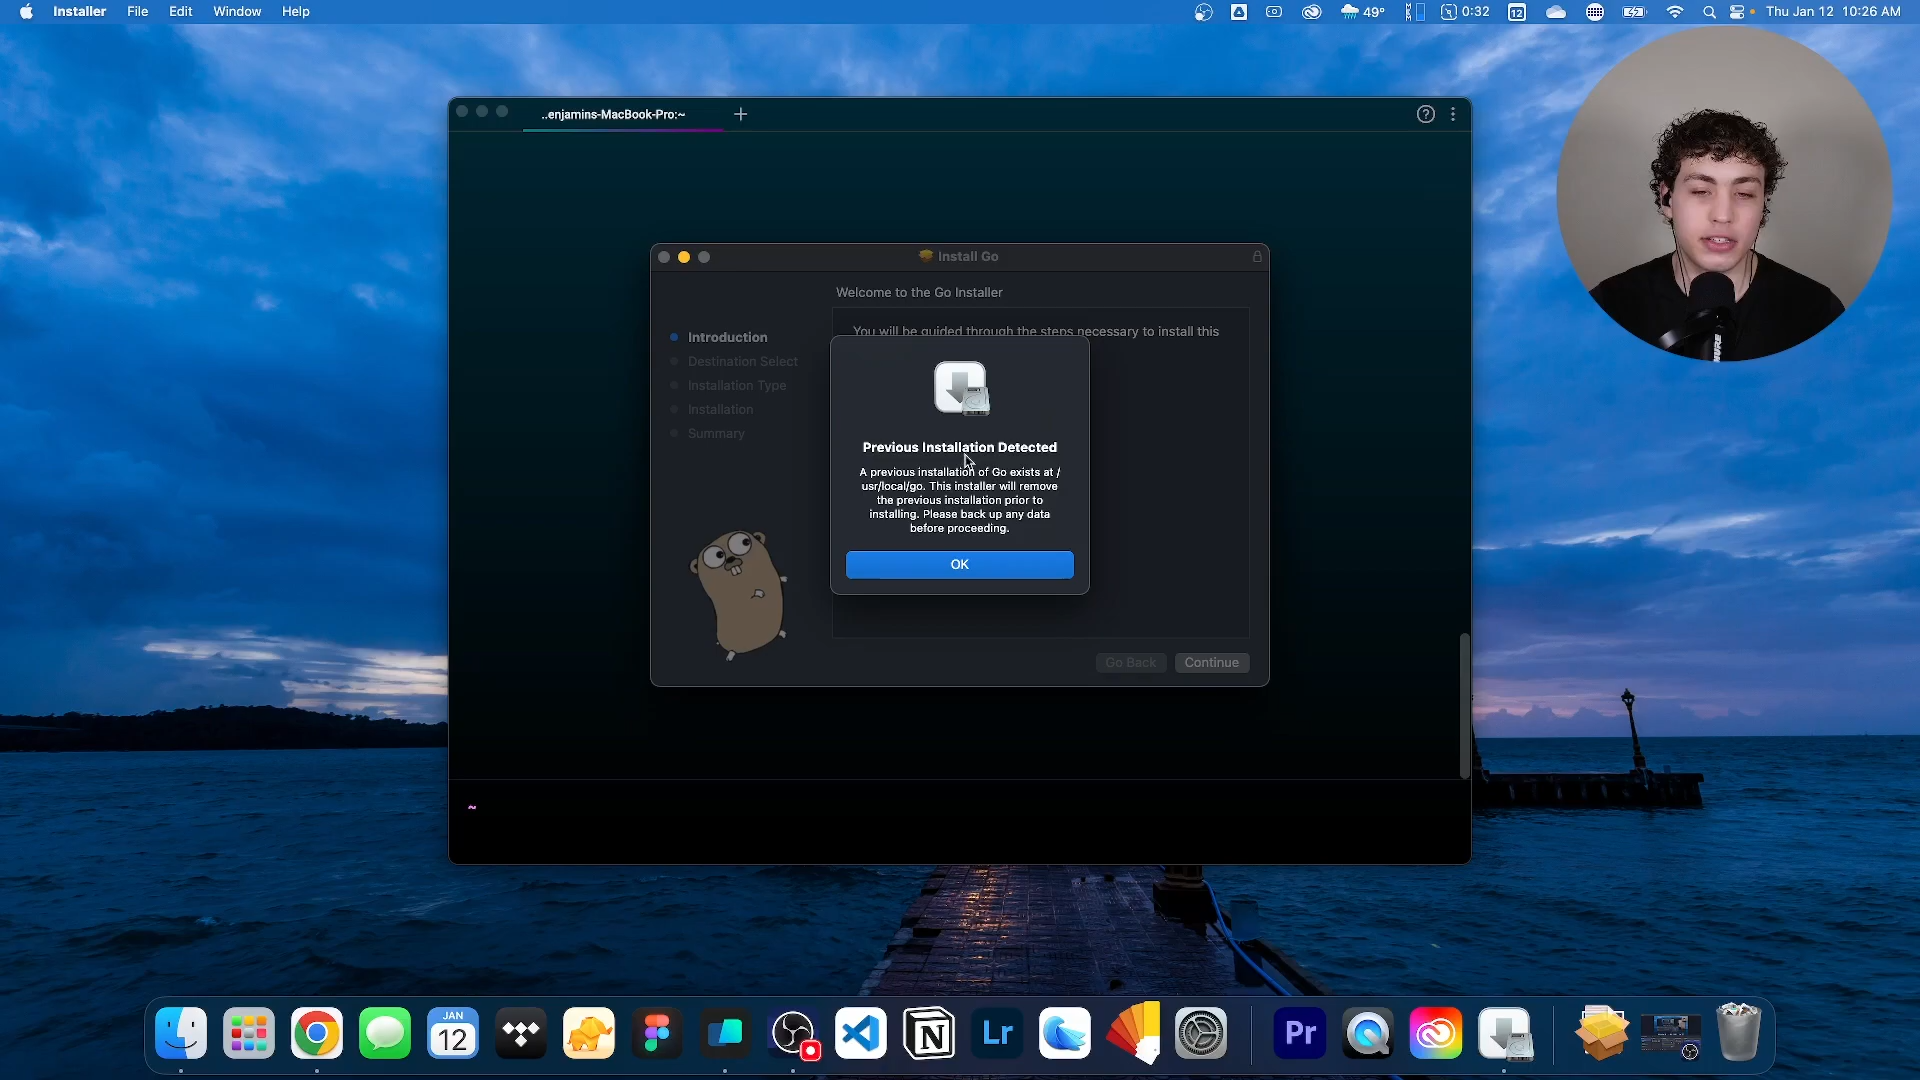 Installer File Edit Window Help
49°
0:32
12
Thu Jan 12 10:26 AM
..enjamins-MacBook-Pro:~
Install Go
Welcome to the Go Installer
You will be guided through the steps necessary to install this
Introduction
Destination Select
Installation Type
Installation
Summary
Previous Installation Detected
A previous installation of Go exists at /
usr/local/go. This installer will remove
the previous installation prior to
installing. Please back up any data
before proceeding.
OK
Go Back Continue
~
SHURE
JAN
12
N
Lr
Pr